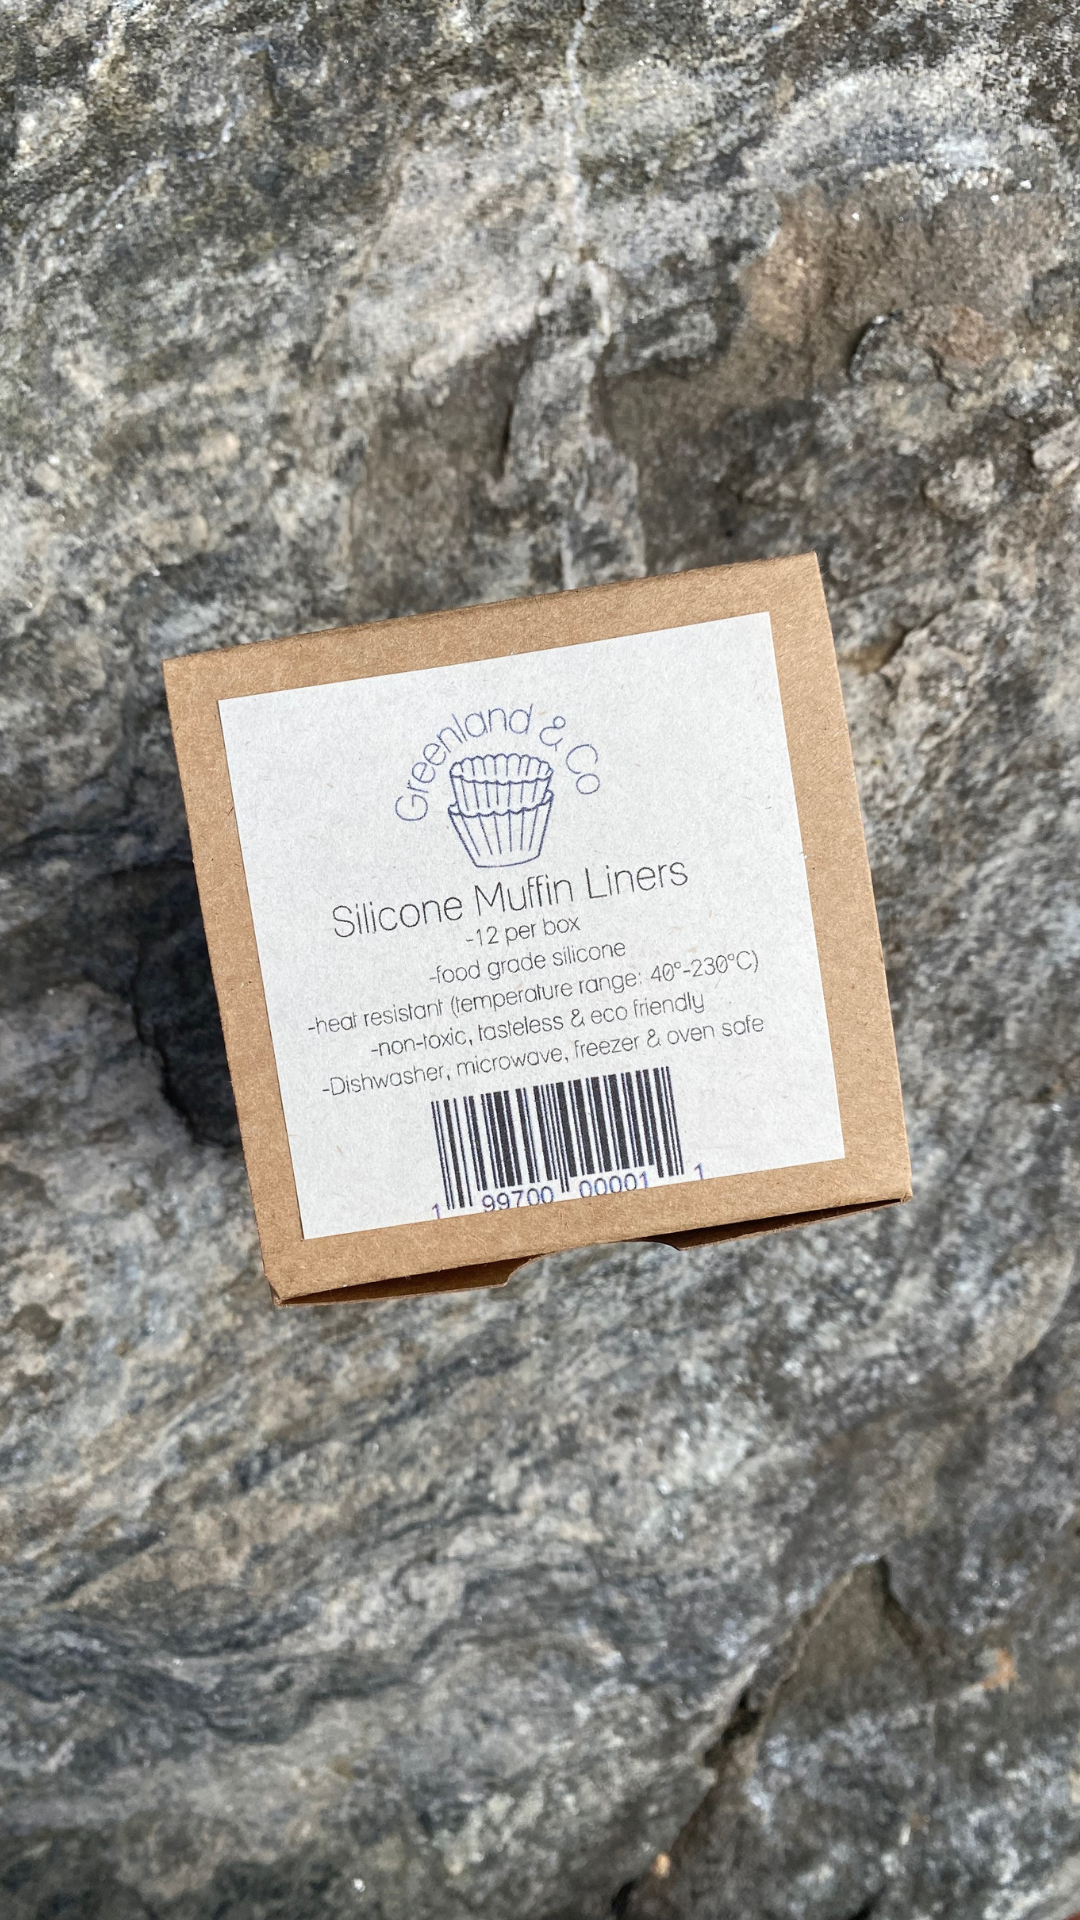 Greenland & Co
Silicone Muffin Liners
-12 per box
-food grade silicone
-heat resistant (temperature range: 40°-230°C)
-non-toxic, tasteless & eco friendly
-Dishwasher, microwave, freezer & oven safe
1 99700 00001 1